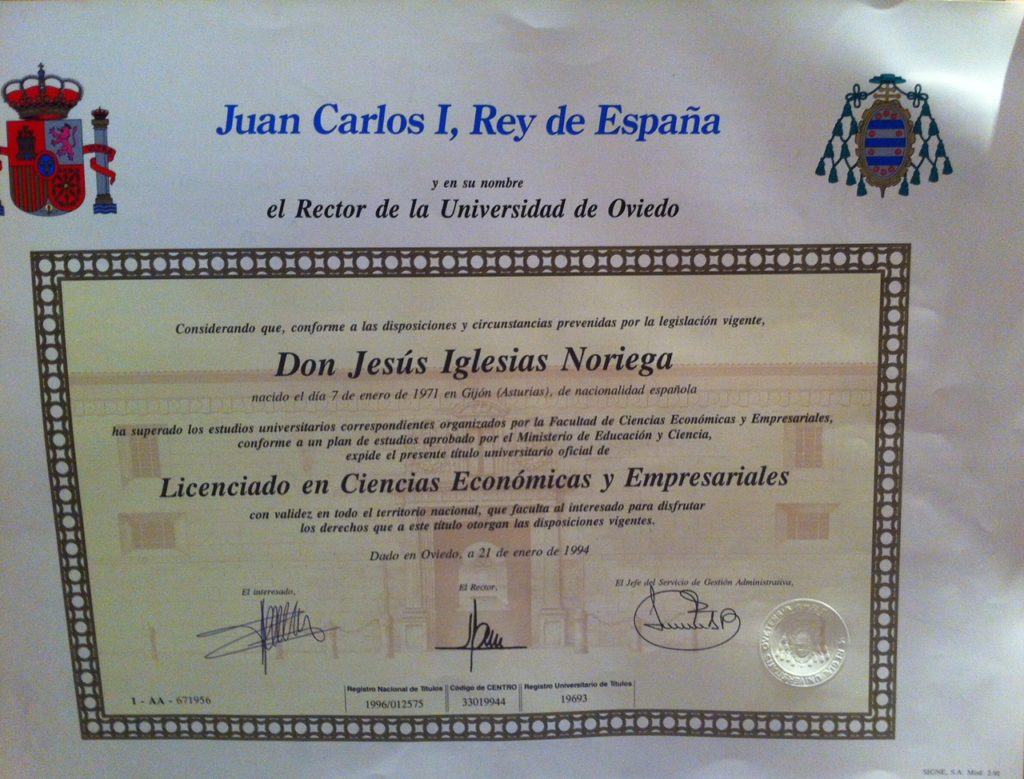 Juan Carlos I, Rey de España
y en su nombre
el Rector de la Universidad de Oviedo
Considerando que, conforme a las disposiciones y circunstancias prevenidas por la legislación vigente,
Don Jesús Iglesias Noriega
nacido el día 7 de enero de 1971 en Gijón (Asturias), de nacionalidad española
ha superado los estudios universitarios correspondientes organizados por la Facultad de Ciencias Económicas y Empresariales,
conforme a un plan de estudios aprobado por el Ministerio de Educación y Ciencia,
expide el presente título universitario oficial de
Licenciado en Ciencias Económicas y Empresariales
con validez en todo el territorio nacional, que faculta al interesado para disfrutar
los derechos que a este título otorgan las disposiciones vigentes.
Dado en Oviedo, a 21 de enero de 1994
El interesado,
El Rector,
El Jefe del Servicio de Gestión Administrativa,
1 - AA - 671956
Registro Nacional de Títulos
1996/012575
Código de CENTRO
33019944
Registro Universitario de Títulos
19693
SIGNE, S.A. Mod. 2/91